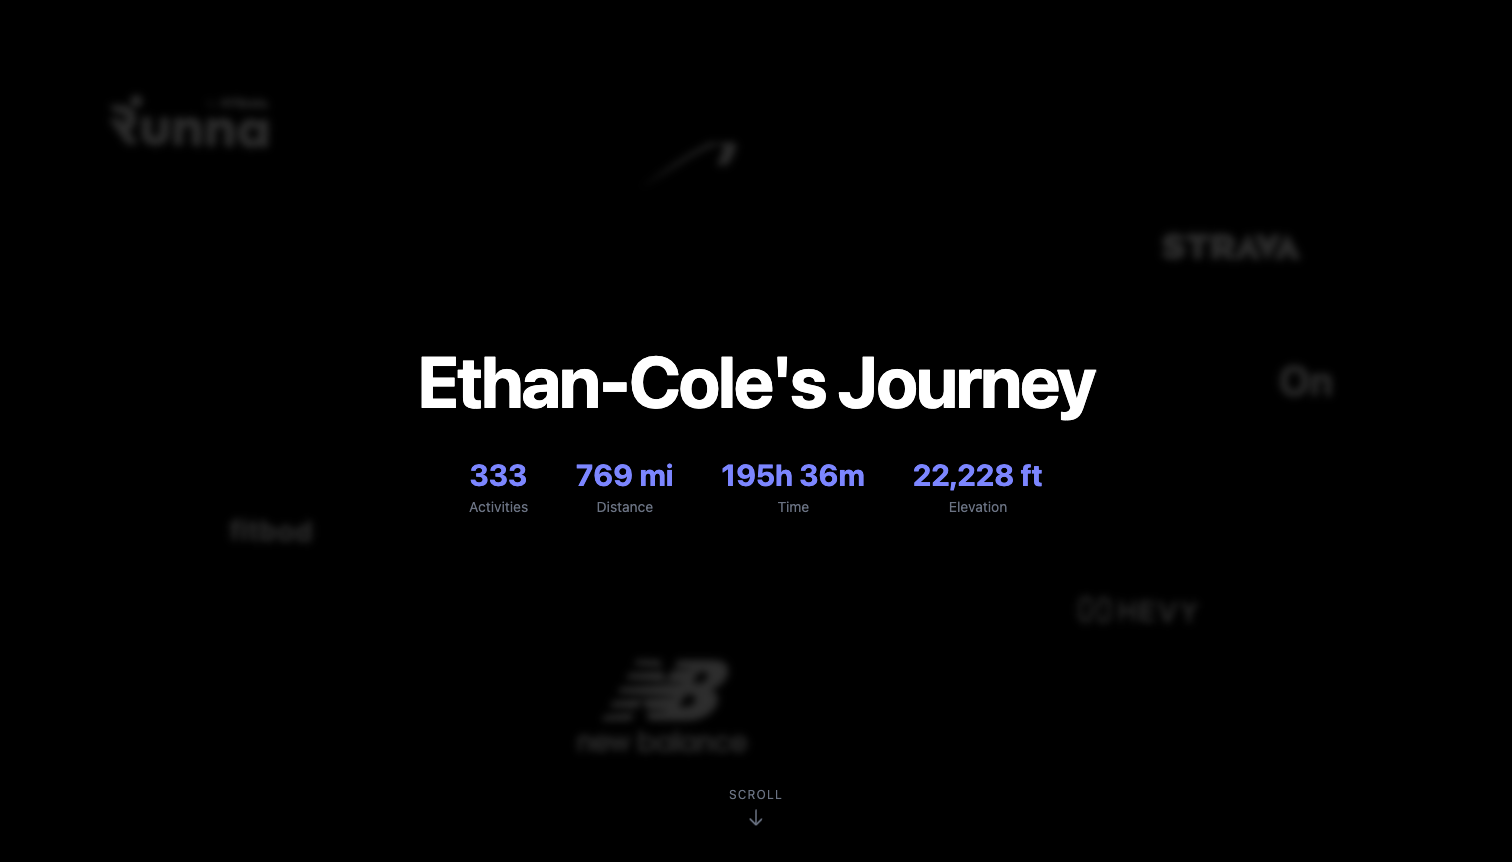 Runna
STRAVA
Ethan-Cole's Journey
On
333
769 mi
195h 36m
22,228 ft
Activities
Distance
Time
Elevation
fitbod
HEVY
new balance
SCROLL